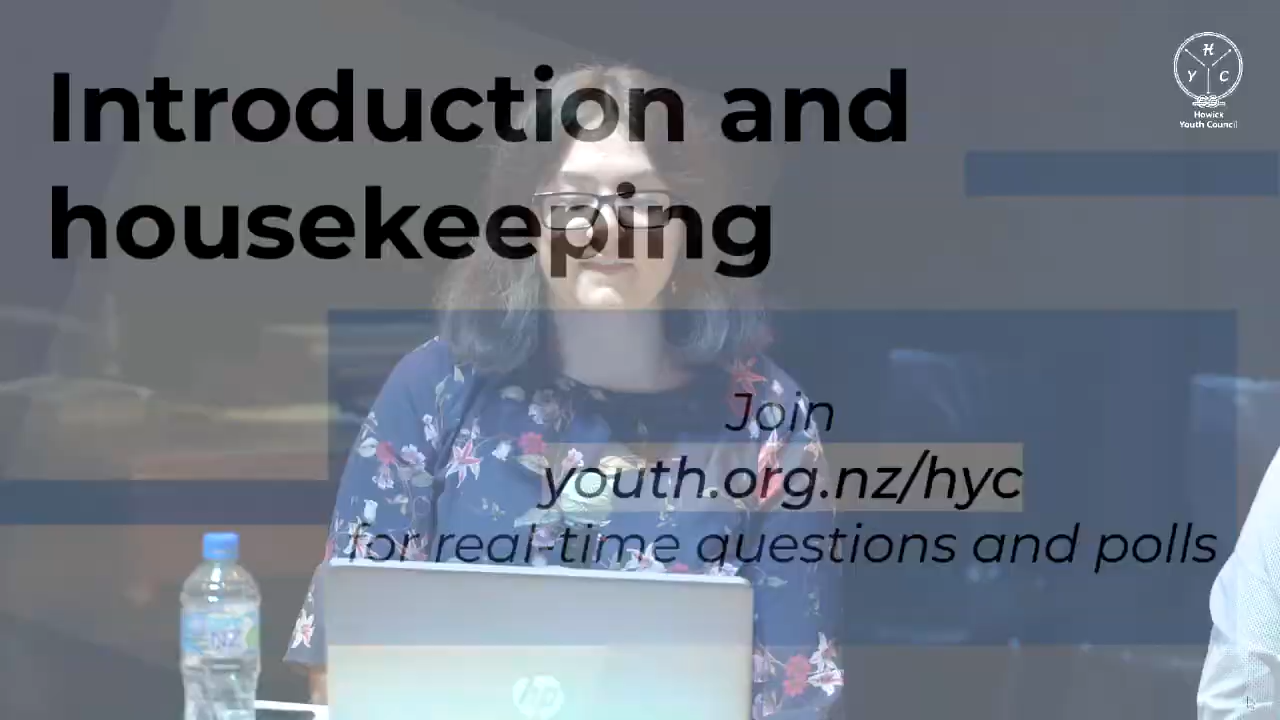 Introduction and
housekeeping
H
Y C
Howick
Youth Council
Join
youth.org.nz/hyc
for real-time questions and polls
NZ
hp